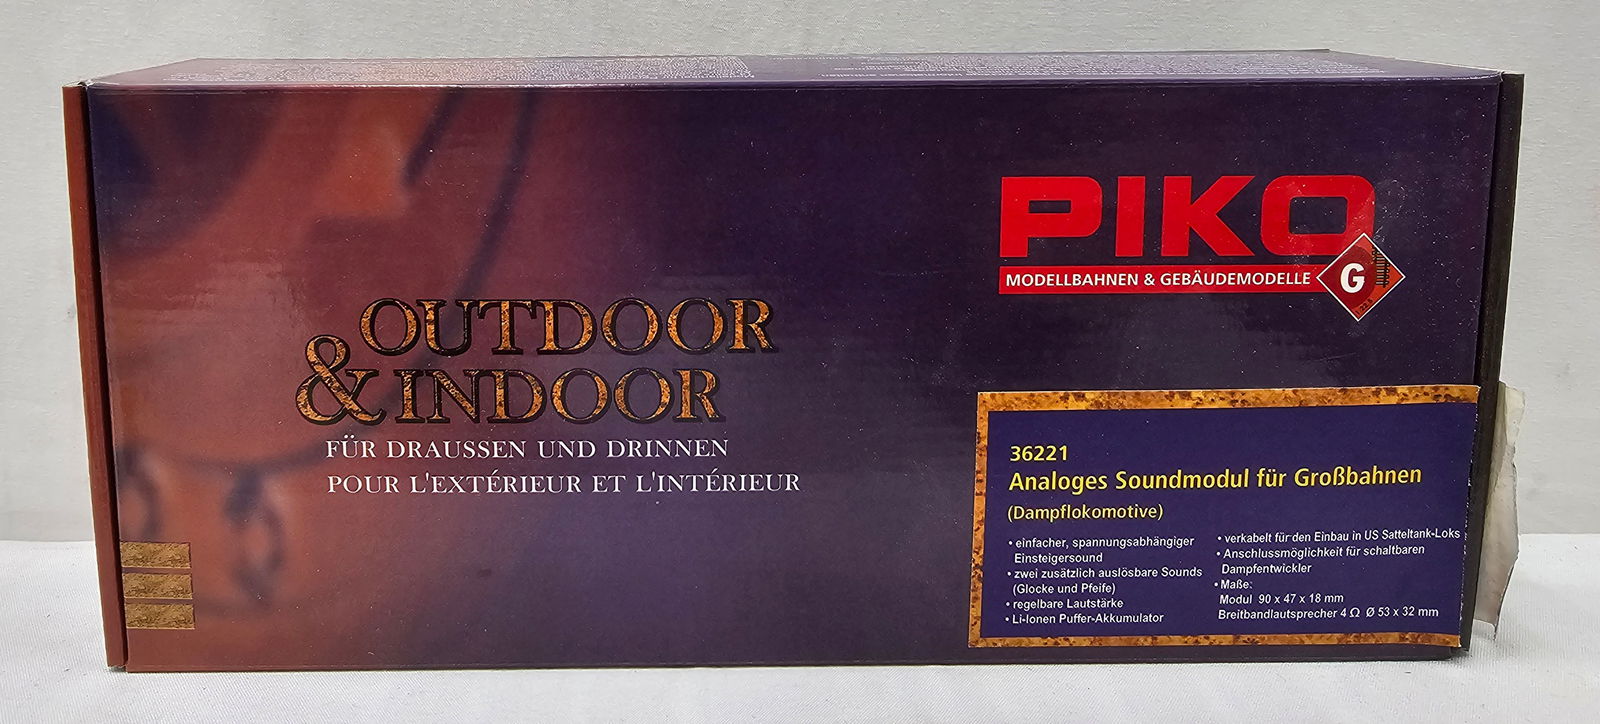 OUTDOOR
& INDOOR
FÜR DRAUSSEN UND DRINNEN
POUR L'EXTÉRIEUR ET L'INTÉRIEUR
PIKO
MODELLBAHNEN & GEBÄUDEMODELLE
G
36221
Analoges Soundmodul für Großbahnen
(Dampflokomotive)
• einfacher, spannungsabhängiger
Einsteigersound
• zwei zusätzlich auslösbare Sounds
(Glocke und Pfeife)
• regelbare Lautstärke
• Li-Ionen Puffer-Akkumulator
• verkabelt für den Einbau in US Satteltank-Loks
• Anschlussmöglichkeit für schaltbaren
Dampfentwickler
• Maße:
Modul 90 x 47 x 18 mm
Breitbandlautsprecher 4 Ω Ø 53 x 32 mm